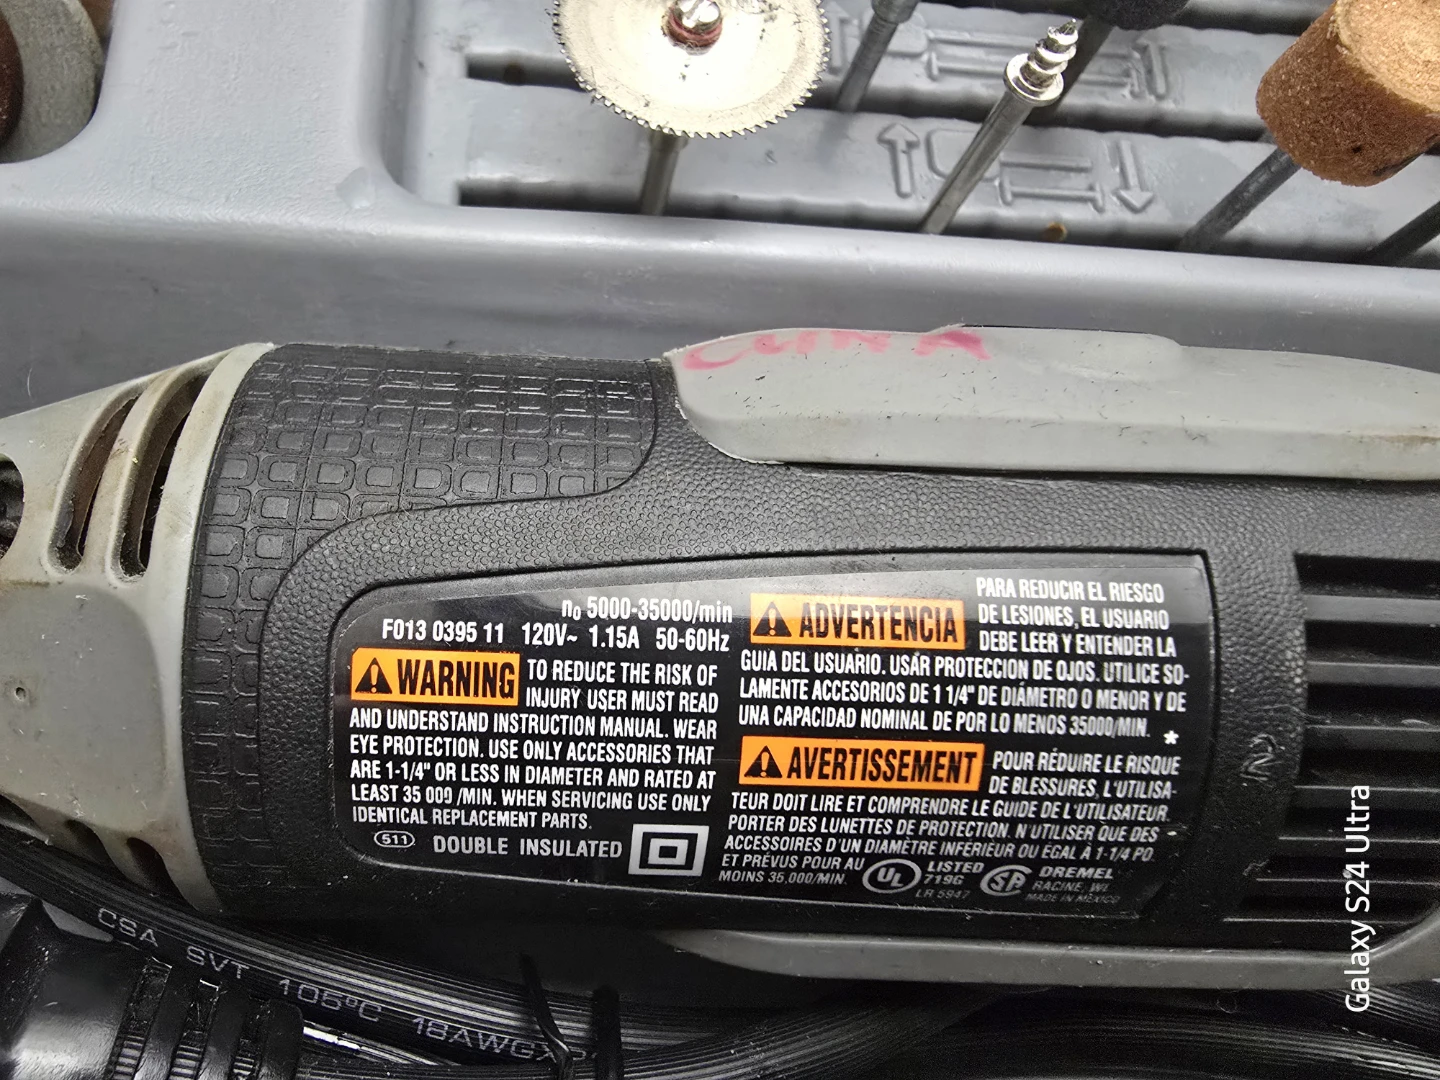 n₀ 5000-35000/min
F013 0395 11 120V~ 1.15A 50-60Hz
⚠ WARNING TO REDUCE THE RISK OF
INJURY USER MUST READ
AND UNDERSTAND INSTRUCTION MANUAL. WEAR
EYE PROTECTION. USE ONLY ACCESSORIES THAT
ARE 1-1/4" OR LESS IN DIAMETER AND RATED AT
LEAST 35 000 /MIN. WHEN SERVICING USE ONLY
IDENTICAL REPLACEMENT PARTS.
511 DOUBLE INSULATED
PARA REDUCIR EL RIESGO
⚠ ADVERTENCIA DE LESIONES, EL USUARIO
DEBE LEER Y ENTENDER LA
GUIA DEL USUARIO. USAR PROTECCION DE OJOS. UTILICE SO-
LAMENTE ACCESORIOS DE 1 1/4" DE DIÁMETRO O MENOR Y DE
UNA CAPACIDAD NOMINAL DE POR LO MENOS 35000/MIN. *
⚠ AVERTISSEMENT POUR RÉDUIRE LE RISQUE
DE BLESSURES, L'UTILISA-
TEUR DOIT LIRE ET COMPRENDRE LE GUIDE DE L'UTILISATEUR.
PORTER DES LUNETTES DE PROTECTION. N'UTILISER QUE DES
ACCESSOIRES D'UN DIAMÈTRE INFERIEUR OU EGAL À 1-1/4 PO
ET PRÉVUS POUR AU
MOINS 35,000/MIN.
UL LISTED
719G
LR 5947
DREMEL
RACINE, WI
MADE IN MEXICO
2
CSA SVT 105ºC 18AWGX
Galaxy S24 Ultra